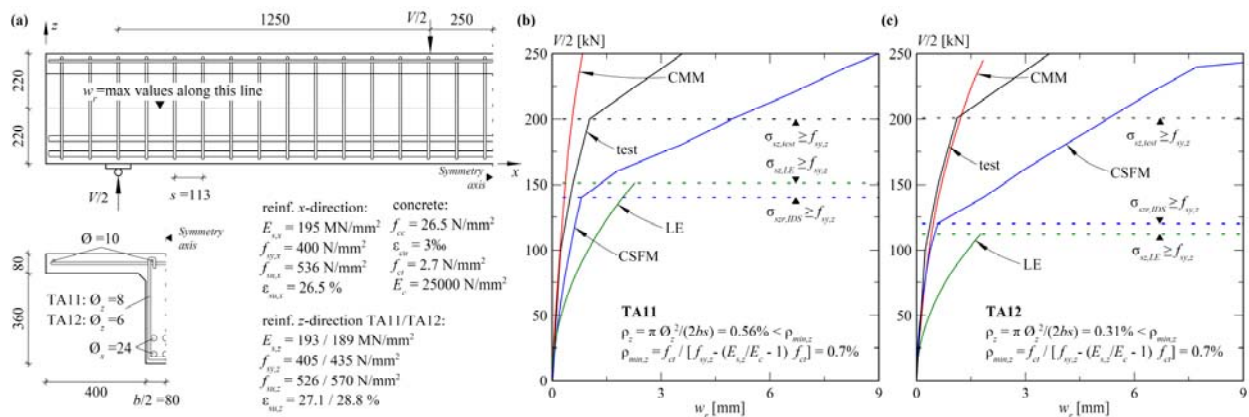 (a)
z
1250
V/2
250
220
220
w_r=max values along this line
V/2
s =113
Symmetry axis
x
Ø =10
Symmetry axis
80
360
TA11: Ø_z=8
TA12: Ø_z=6
Ø_s=24
400
b/2 =80
reinf. x-direction:
E_s,x = 195 MN/mm²
f_sy,x = 400 N/mm²
f_su,x = 536 N/mm²
ε_su,x = 26.5 %
concrete:
f_cc = 26.5 N/mm²
ε_cu = 3‰
f_ct = 2.7 N/mm²
E_c = 25000 N/mm²
reinf. z-direction TA11/TA12:
E_s,z = 193 / 189 MN/mm²
f_sy,z = 405 / 435 N/mm²
f_su,z = 526 / 570 N/mm²
ε_su,z = 27.1 / 28.8 %
(b)
V/2 [kN]
250
200
150
100
50
0
CMM
test
σ_sz,test ≥ f_sy,z
σ_sz,LE ≥ f_sy,z
σ_szr,IDS ≥ f_sy,z
LE
CSFM
TA11
ρ_z = π Ø_z²/(2bs) = 0.56% < ρ_min,z
ρ_min,z = f_ct / [f_sy,z - (E_s,z/E_c - 1) f_ct] = 0.7%
0
3
6
9
w_r [mm]
(c)
V/2 [kN]
250
200
150
100
50
0
CMM
test
σ_sz,test ≥ f_sy,z
CSFM
σ_szr,IDS ≥ f_sy,z
σ_sz,LE ≥ f_sy,z
LE
TA12
ρ_z = π Ø_z²/(2bs) = 0.31% < ρ_min,z
ρ_min,z = f_ct / [f_sy,z - (E_s,z/E_c - 1) f_ct] = 0.7%
0
3
6
9
w_r [mm]